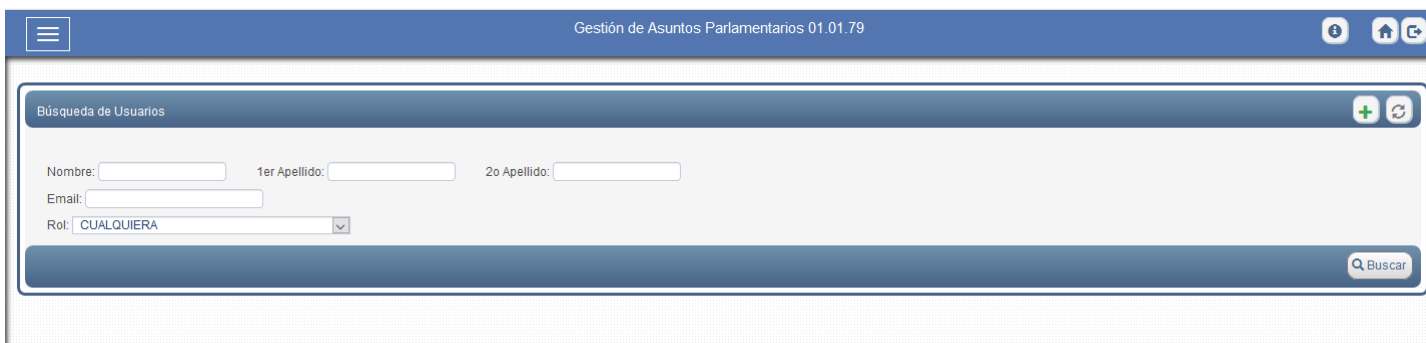 Gestión de Asuntos Parlamentarios 01.01.79
Búsqueda de Usuarios
Nombre: 1er Apellido: 2o Apellido:
Email:
Rol: CUALQUIERA
Buscar